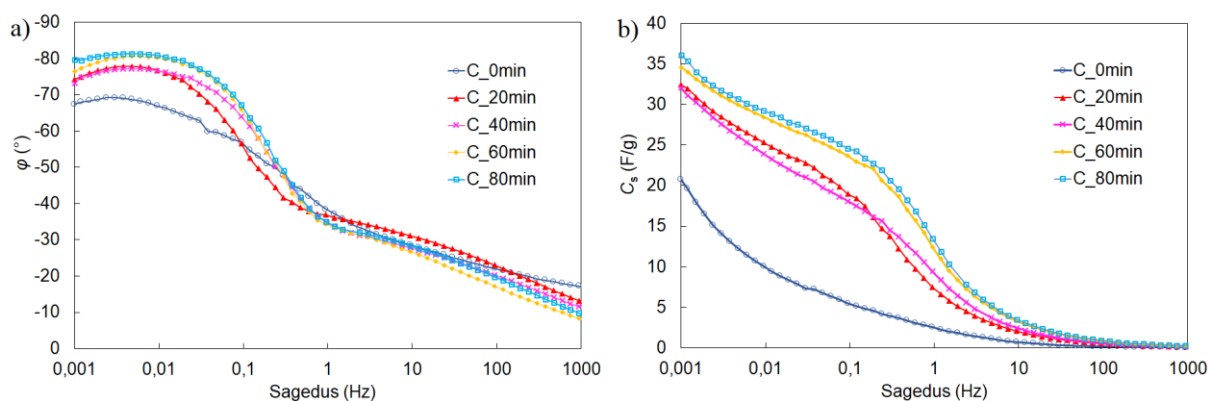 a)
-90
-80
-70
-60
-50
-40
-30
-20
-10
0
φ (°)
0,001 0,01 0,1 1 10 100 1000
Sagedus (Hz)
C_0min
C_20min
C_40min
C_60min
C_80min
b)
40
35
30
25
20
15
10
5
0
Cs (F/g)
0,001 0,01 0,1 1 10 100 1000
Sagedus (Hz)
C_0min
C_20min
C_40min
C_60min
C_80min